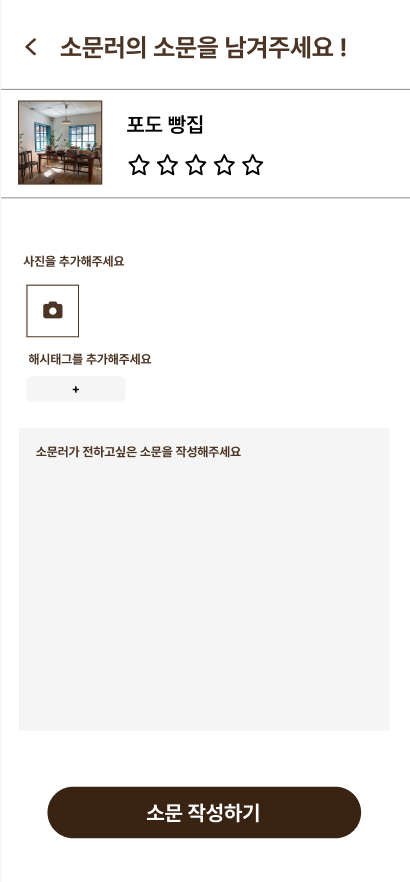 소문러의 소문을 남겨주세요 !
포도 빵집
사진을 추가해주세요
해시태그를 추가해주세요
+
소문러가 전하고싶은 소문을 작성해주세요
소문 작성하기